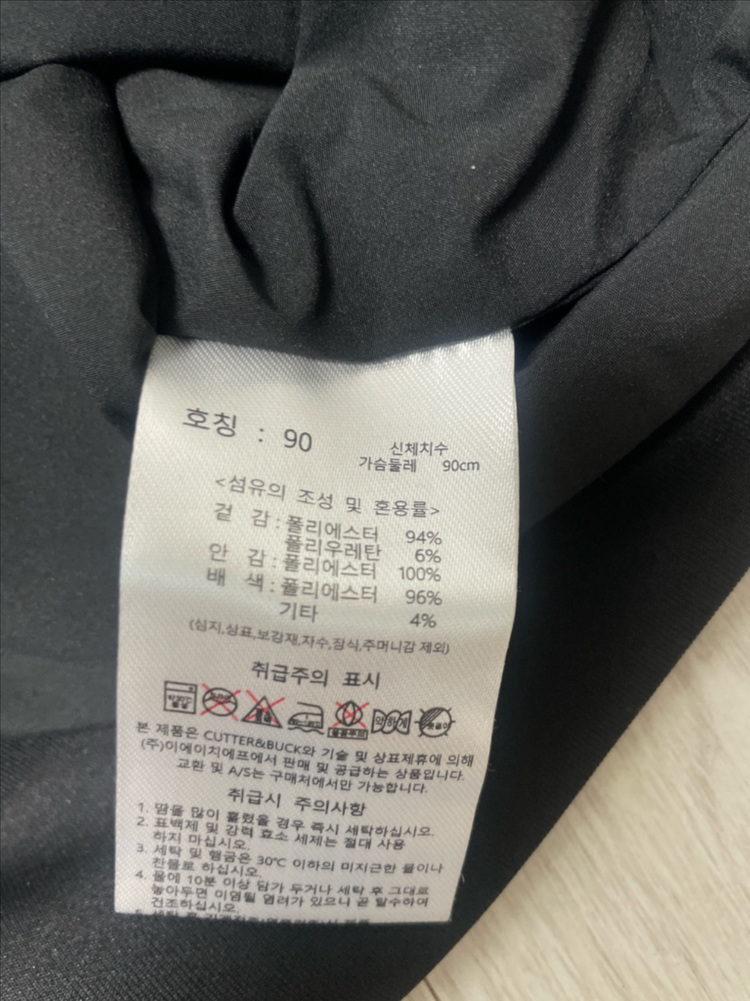 호칭 : 90
신체치수
가슴둘레 90cm
<섬유의 조성 및 혼용률>
겉 감 : 폴리에스터 94%
폴리우레탄 6%
안 감 : 폴리에스터 100%
배 색 : 폴리에스터 96%
기타 4%
(심지,상표,보강재,자수,장식,주머니감 제외)
취급주의 표시
약하게
본 제품은 CUTTER&BUCK와 기술 및 상표제휴에 의해
(주)이에이치에프에서 판매 및 공급하는 상품입니다.
교환 및 A/S는 구매처에서만 가능합니다.
취급시 주의사항
1. 땀을 많이 흘렸을 경우 즉시 세탁하십시오.
2. 표백제 및 강력 효소 세제는 절대 사용
하지 마십시오.
3. 세탁 및 헹굼은 30℃ 이하의 미지근한 물이나
찬물로 하십시오.
4. 물에 10분 이상 담가 두거나 세탁 후 그대로
놓아두면 이염될 염려가 있으니 곧 탈수하여
건조하십시오.